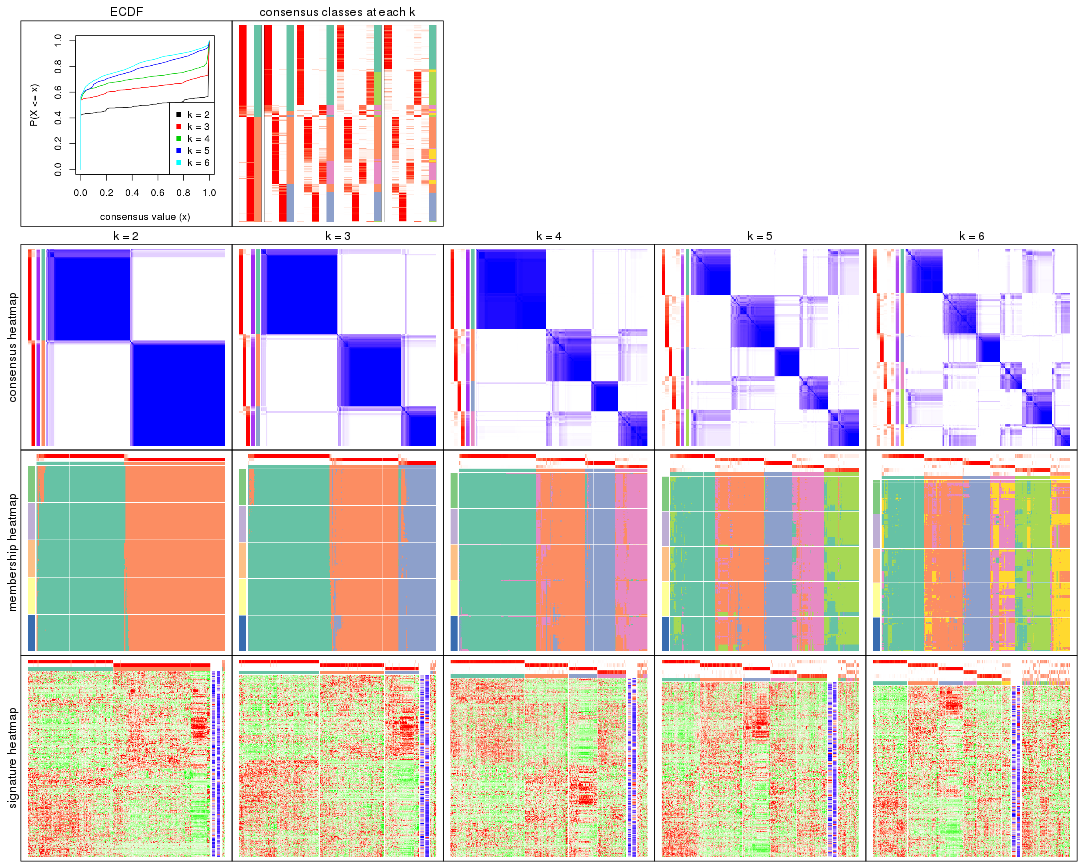 ECDF
consensus classes at each k
P(X <= x)
0.0
0.2
0.4
0.6
0.8
1.0
k = 2
k = 3
k = 4
k = 5
k = 6
0.0 0.2 0.4 0.6 0.8 1.0
consensus value (x)
k = 2
k = 3
k = 4
k = 5
k = 6
consensus heatmap
membership heatmap
signature heatmap